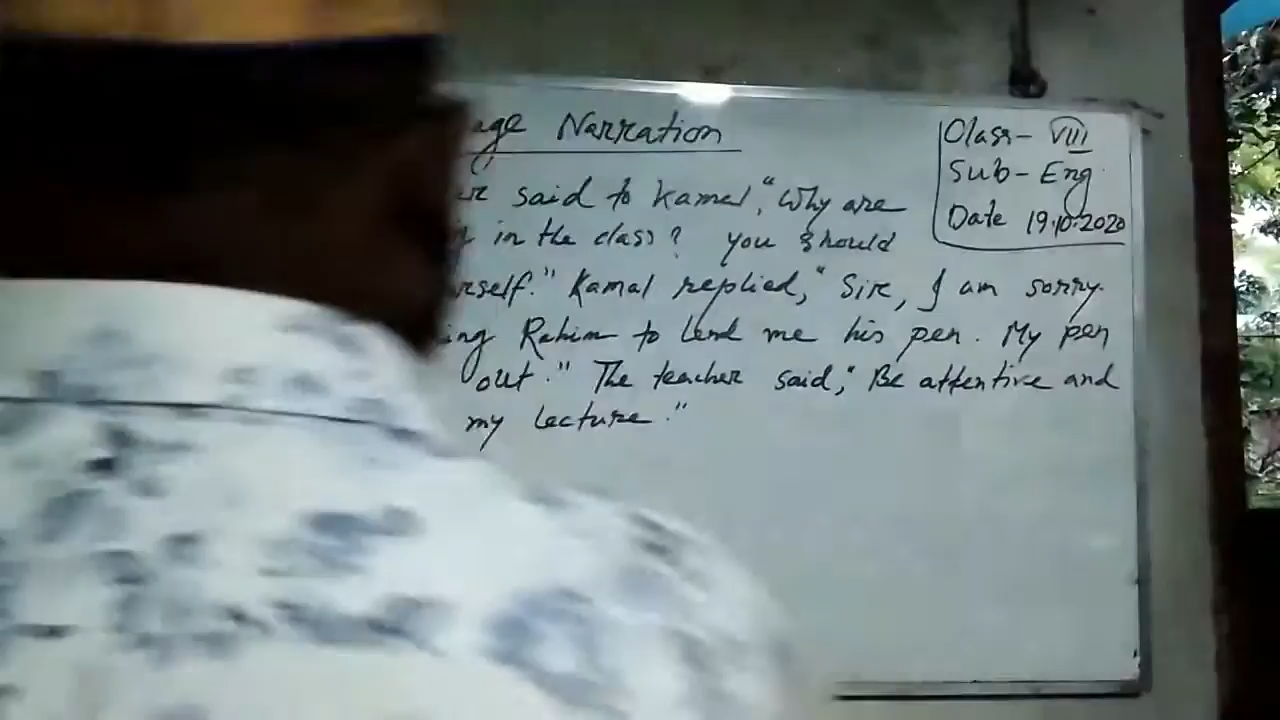 Narration
Class- VIII
Sub- Eng
Date 19.10.2020
said to Kamal, "Why are
in the class? you should
Kamal replied, "Sir, I am sorry.
Rahim to lend me his pen. My pen
out." The teacher said, "Be attentive and
my lecture."